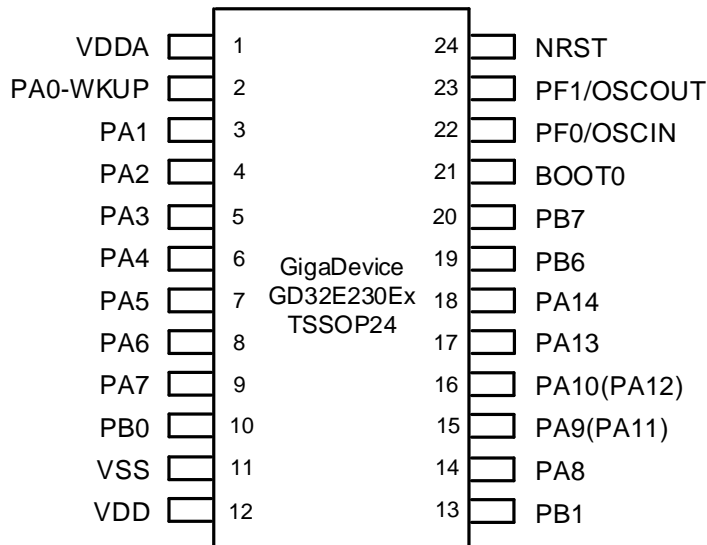 VDDA 1 24 NRST
PA0-WKUP 2 23 PF1/OSCOUT
PA1 3 22 PF0/OSCIN
PA2 4 21 BOOT0
PA3 5 20 PB7
PA4 6 19 PB6
GigaDevice
GD32E230Ex
TSSOP24
PA5 7 18 PA14
PA6 8 17 PA13
PA7 9 16 PA10(PA12)
PB0 10 15 PA9(PA11)
VSS 11 14 PA8
VDD 12 13 PB1